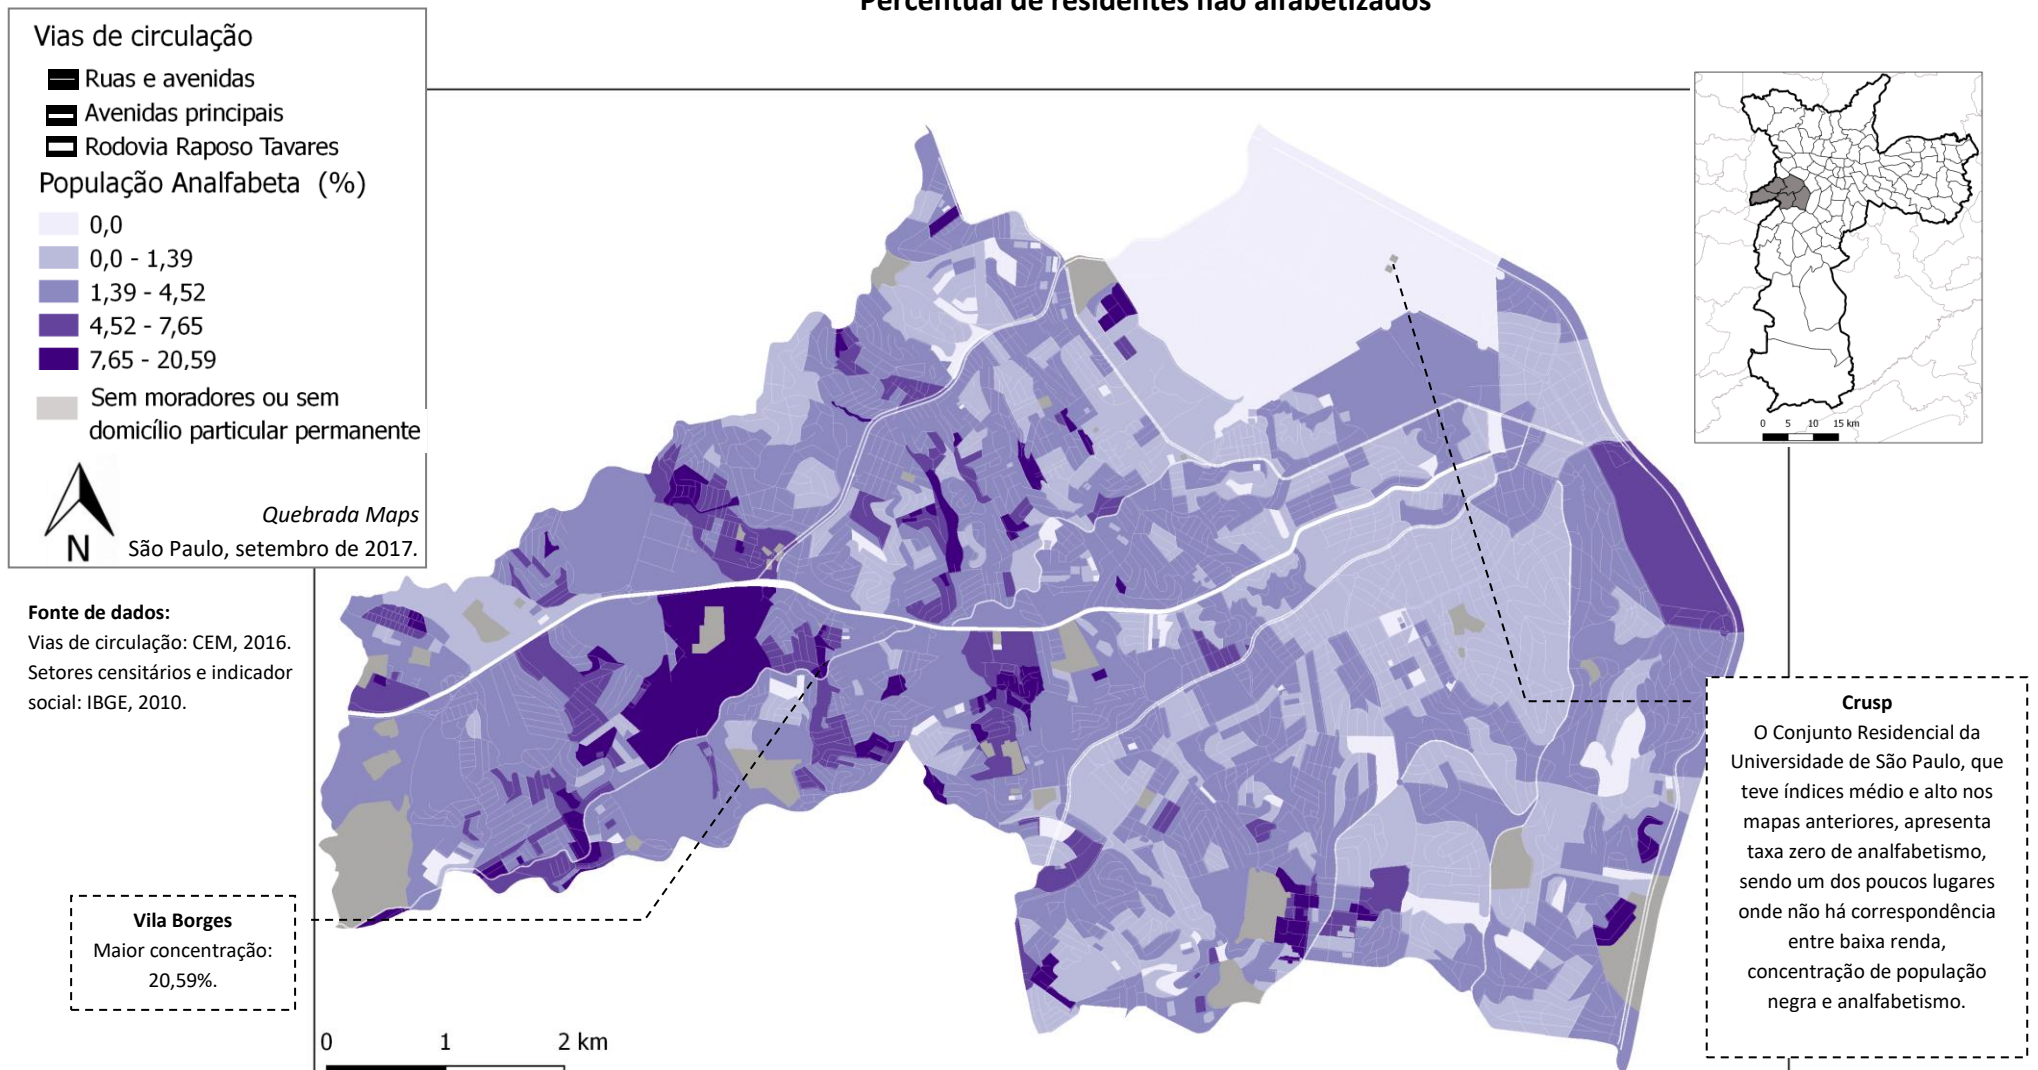 Percentual de residentes não alfabetizados
Vias de circulação
Ruas e avenidas
Avenidas principais
Rodovia Raposo Tavares
População Analfabeta (%)
0,0
0,0 - 1,39
1,39 - 4,52
4,52 - 7,65
7,65 - 20,59
Sem moradores ou sem
domicílio particular permanente
N
Quebrada Maps
São Paulo, setembro de 2017.
Fonte de dados:
Vias de circulação: CEM, 2016.
Setores censitários e indicador
social: IBGE, 2010.
Vila Borges
Maior concentração:
20,59%.
0 1 2 km
0 5 10 15 km
Crusp
O Conjunto Residencial da
Universidade de São Paulo, que
teve índices médio e alto nos
mapas anteriores, apresenta
taxa zero de analfabetismo,
sendo um dos poucos lugares
onde não há correspondência
entre baixa renda,
concentração de população
negra e analfabetismo.